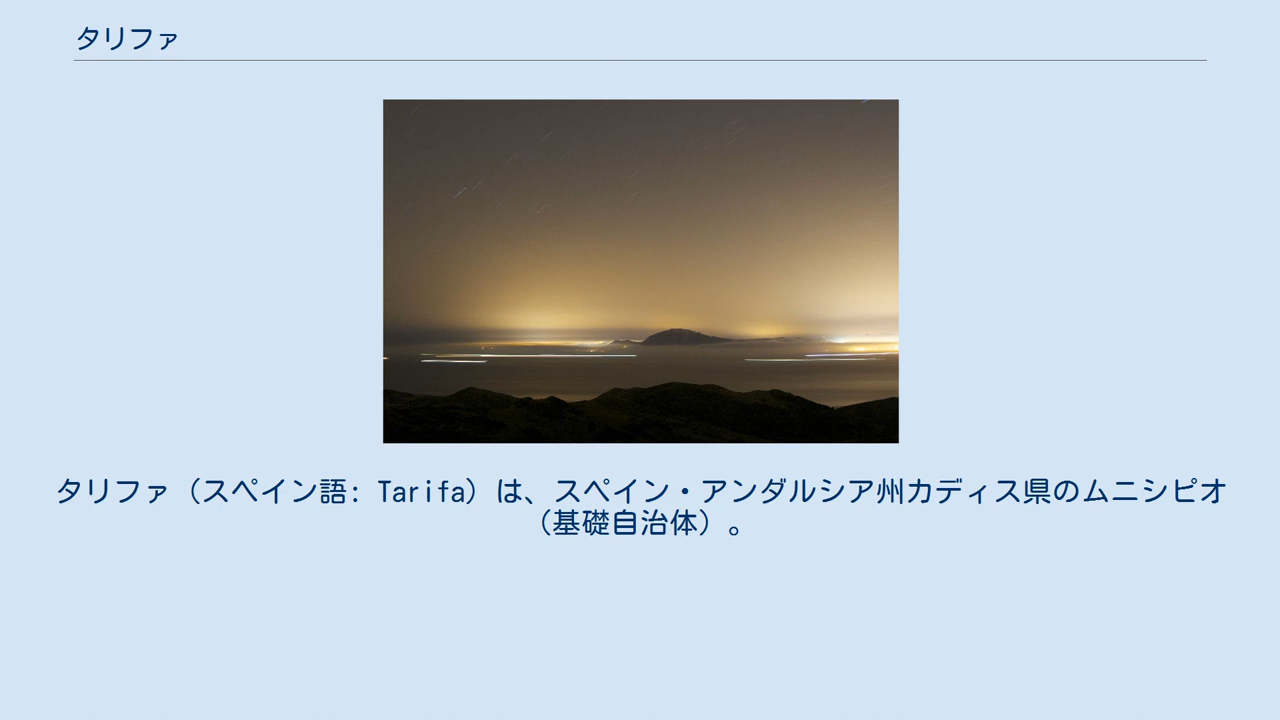 タリファ
タリファ（スペイン語: Tarifa）は、スペイン・アンダルシア州カディス県のムニシピオ
（基礎自治体）。